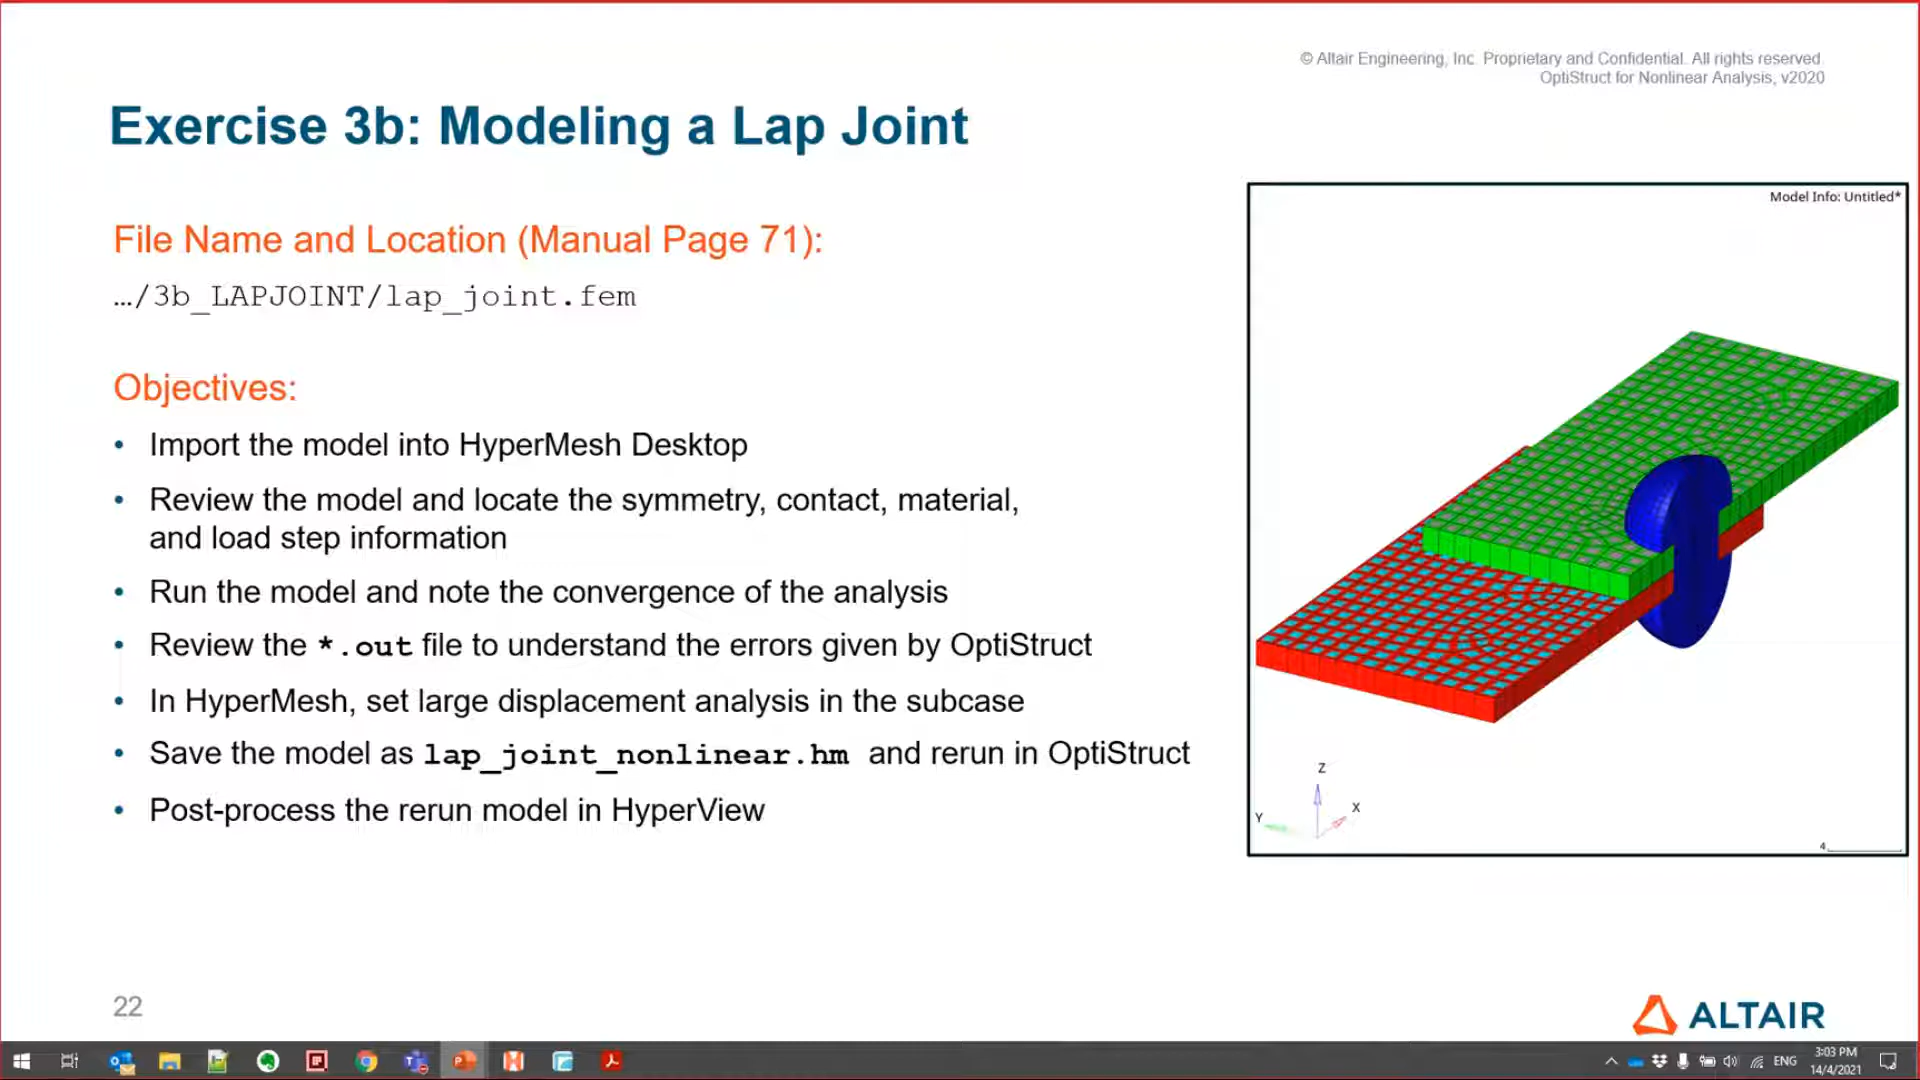 © Altair Engineering, Inc. Proprietary and Confidential. All rights reserved.
OptiStruct for Nonlinear Analysis, v2020
Exercise 3b: Modeling a Lap Joint
File Name and Location (Manual Page 71):
…/3b_LAPJOINT/lap_joint.fem
Objectives:
• Import the model into HyperMesh Desktop
• Review the model and locate the symmetry, contact, material,
and load step information
• Run the model and note the convergence of the analysis
• Review the *.out file to understand the errors given by OptiStruct
• In HyperMesh, set large displacement analysis in the subcase
• Save the model as lap_joint_nonlinear.hm and rerun in OptiStruct
• Post-process the rerun model in HyperView
Model Info: Untitled*
Z
X
Y
4
22
ALTAIR
ENG
3:03 PM
14/4/2021